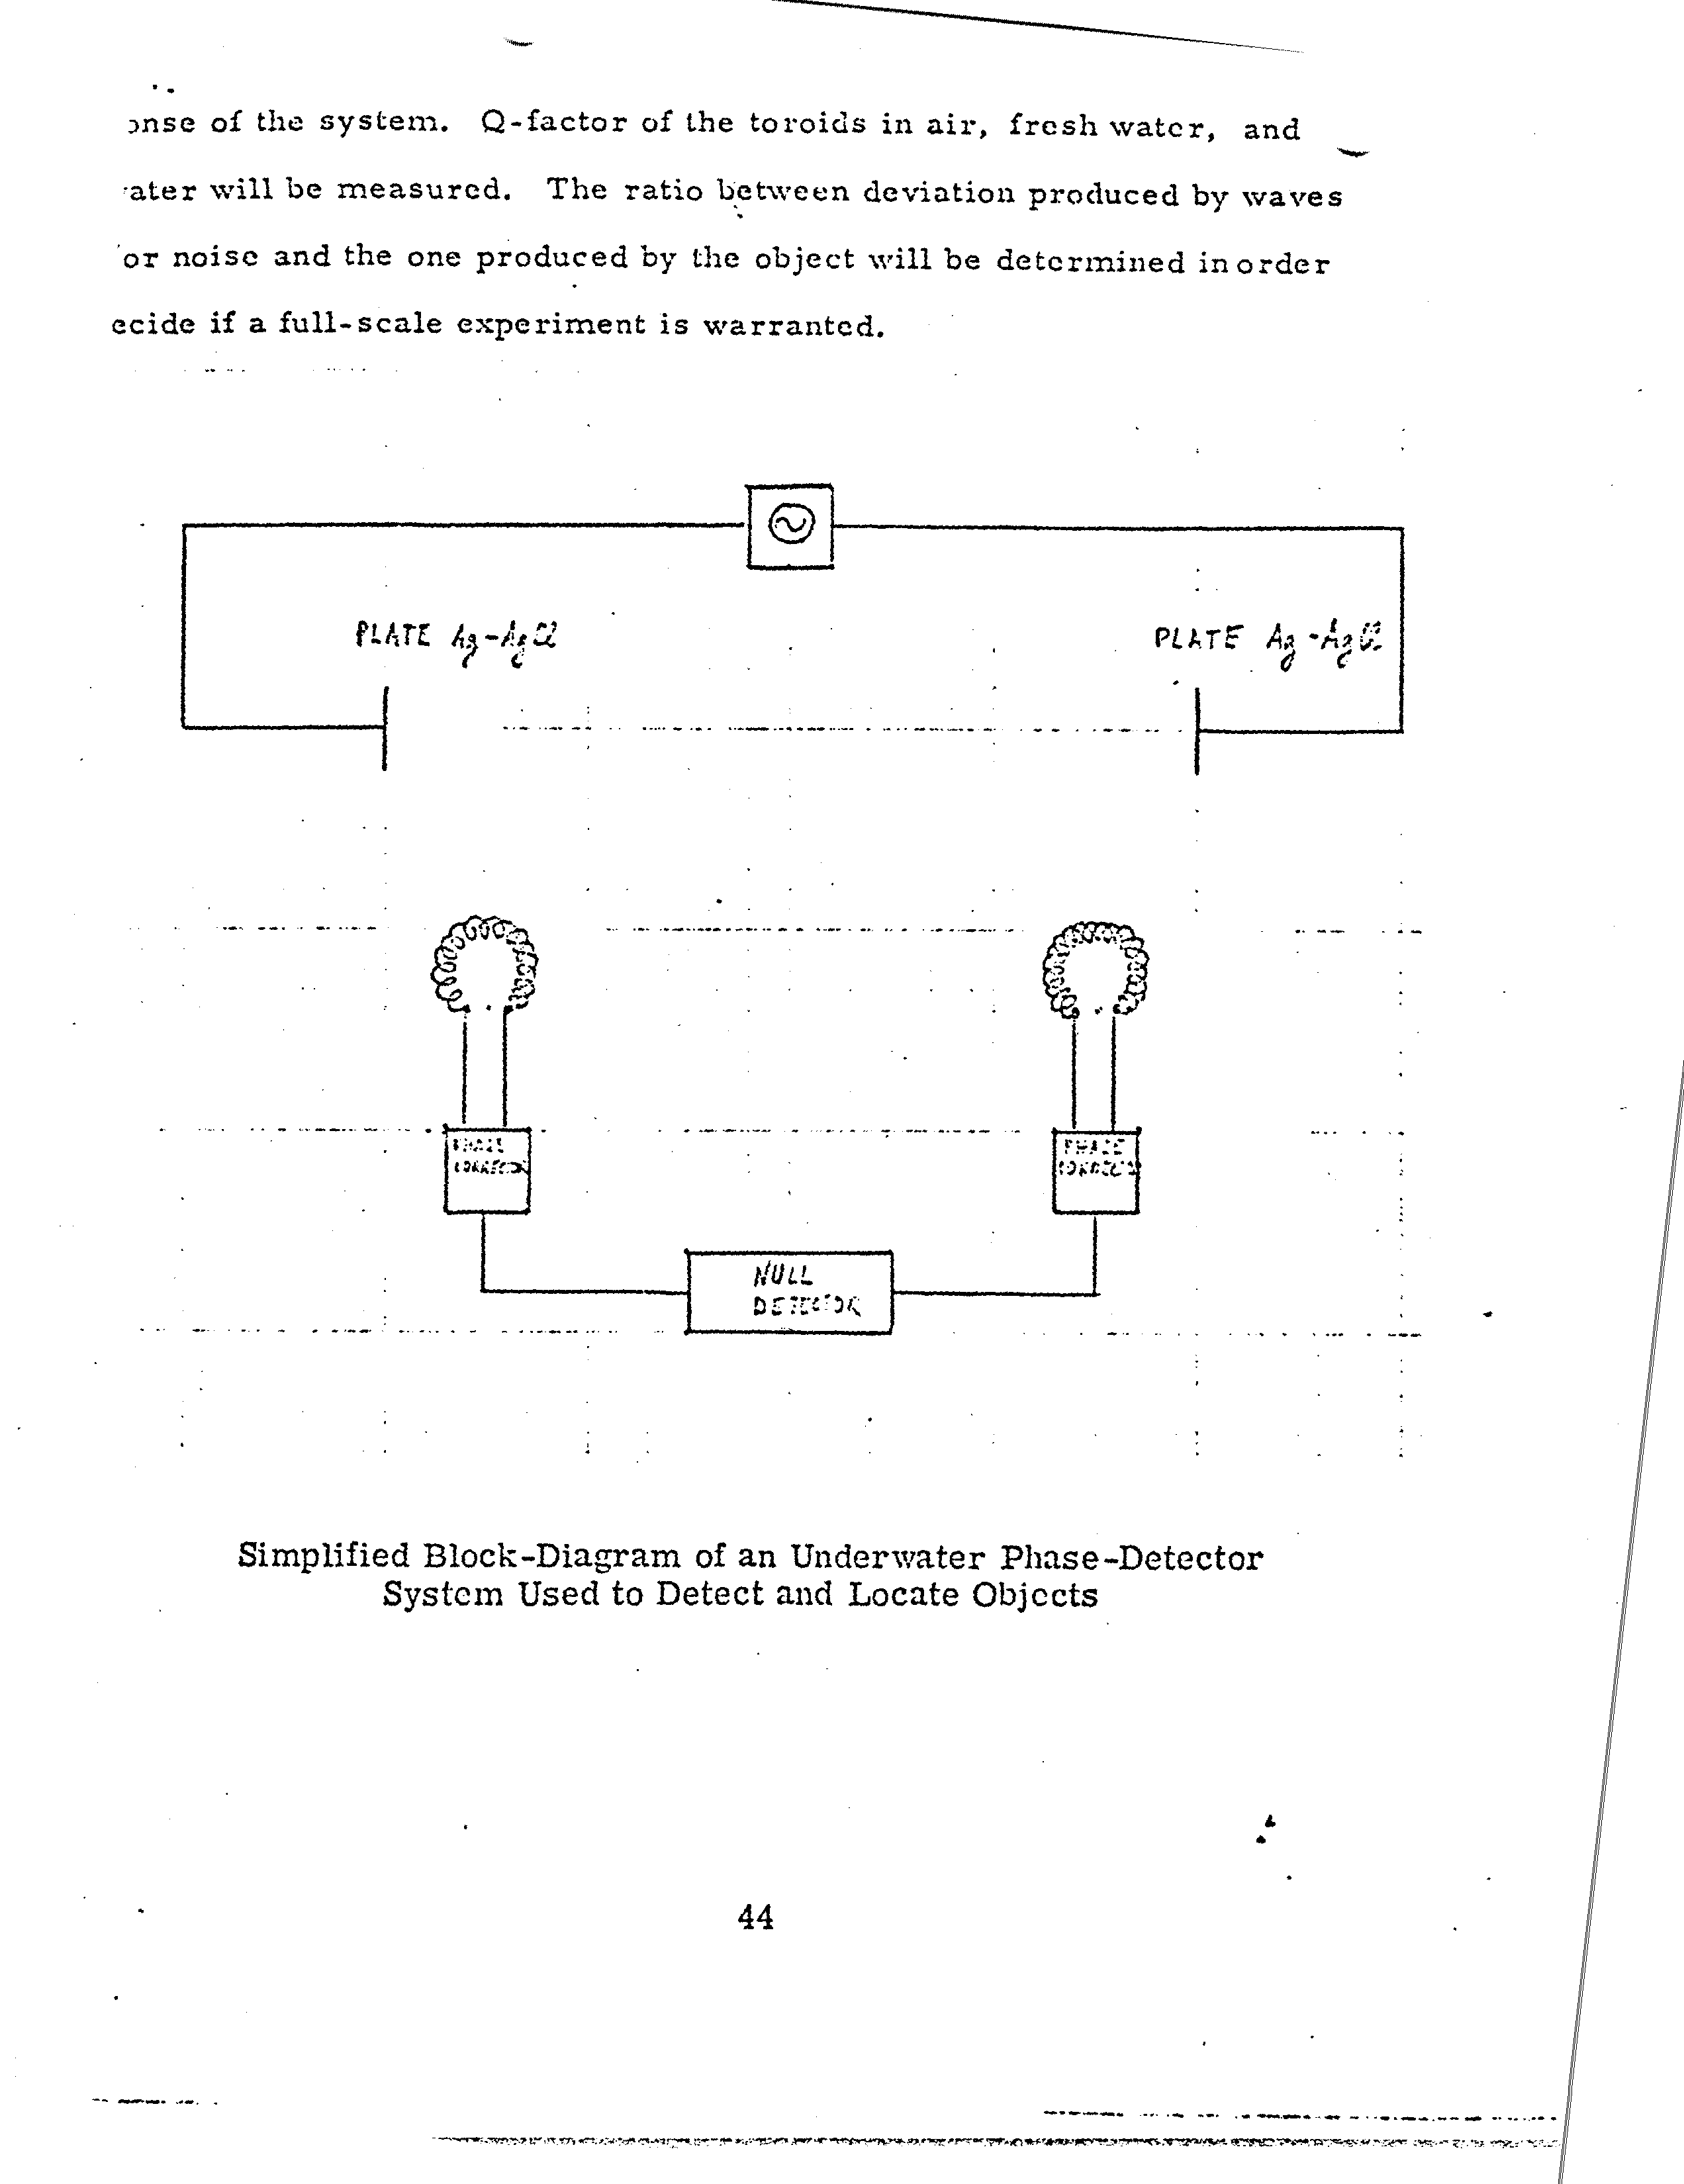 onse of the system. Q-factor of the toroids in air, fresh water, and
ater will be measured. The ratio between deviation produced by waves
or noise and the one produced by the object will be determined in order
ecide if a full-scale experiment is warranted.
PLATE Ag-AgCl
PLATE Ag-AgCl
PHASE
CORRECTOR
PHASE
CORRECTOR
NULL
DETECTOR
Simplified Block-Diagram of an Underwater Phase-Detector
System Used to Detect and Locate Objects
44